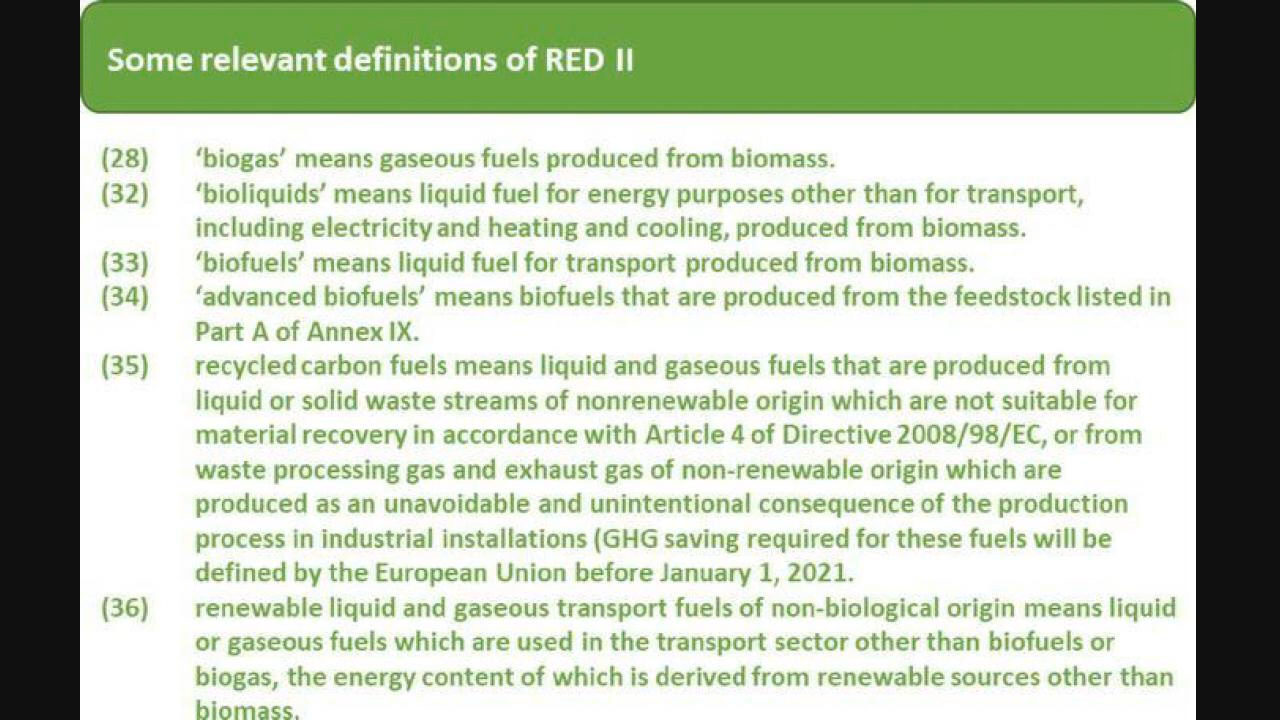 Some relevant definitions of RED II
(28) ‘biogas’ means gaseous fuels produced from biomass.
(32) ‘bioliquids’ means liquid fuel for energy purposes other than for transport,
including electricity and heating and cooling, produced from biomass.
(33) ‘biofuels’ means liquid fuel for transport produced from biomass.
(34) ‘advanced biofuels’ means biofuels that are produced from the feedstock listed in
Part A of Annex IX.
(35) recycled carbon fuels means liquid and gaseous fuels that are produced from
liquid or solid waste streams of nonrenewable origin which are not suitable for
material recovery in accordance with Article 4 of Directive 2008/98/EC, or from
waste processing gas and exhaust gas of non-renewable origin which are
produced as an unavoidable and unintentional consequence of the production
process in industrial installations (GHG saving required for these fuels will be
defined by the European Union before January 1, 2021.
(36) renewable liquid and gaseous transport fuels of non-biological origin means liquid
or gaseous fuels which are used in the transport sector other than biofuels or
biogas, the energy content of which is derived from renewable sources other than
biomass.